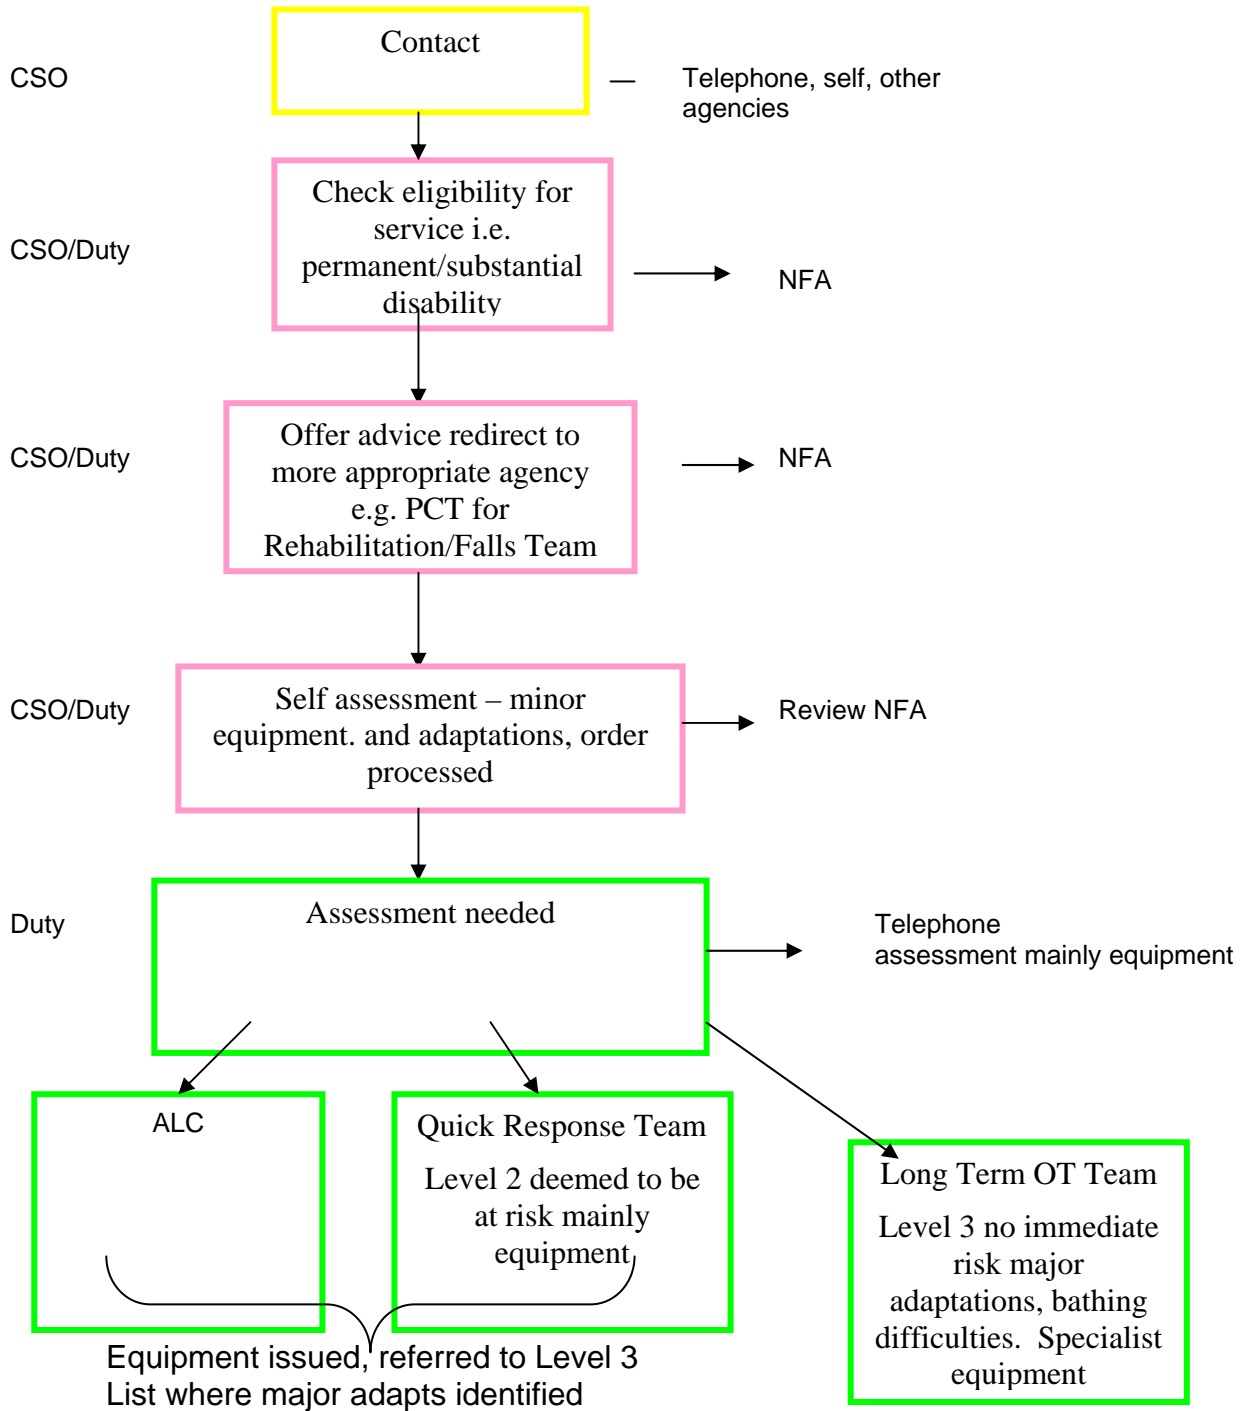 Contact
CSO
Telephone, self, other
agencies
Check eligibility for
service i.e.
permanent/substantial
disability
CSO/Duty
NFA
Offer advice redirect to
more appropriate agency
e.g. PCT for
Rehabilitation/Falls Team
CSO/Duty
NFA
Self assessment – minor
equipment. and adaptations, order
processed
CSO/Duty
Review NFA
Assessment needed
Duty
Telephone
assessment mainly equipment
ALC
Quick Response Team
Level 2 deemed to be
at risk mainly
equipment
Long Term OT Team
Level 3 no immediate
risk major
adaptations, bathing
difficulties. Specialist
equipment
Equipment issued, referred to Level 3
List where major adapts identified